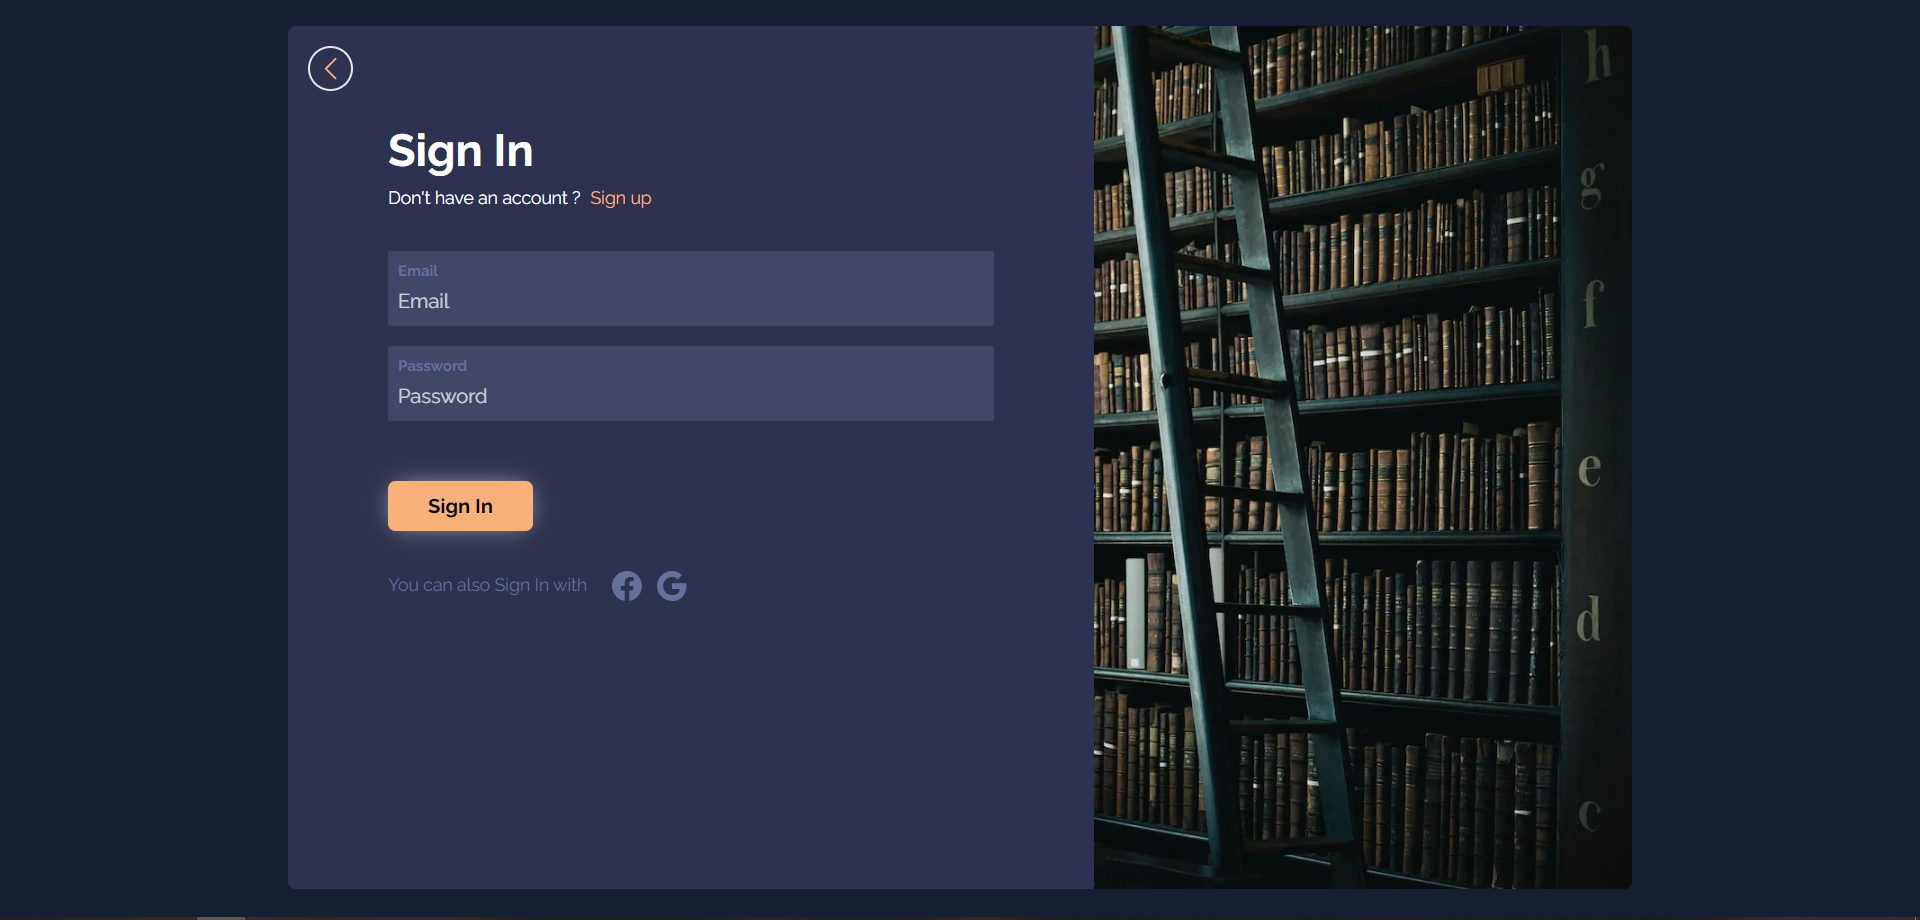 Sign In
Don't have an account ? Sign up
Email
Email
Password
Password
Sign In
You can also Sign In with
h
g
f
e
d
c